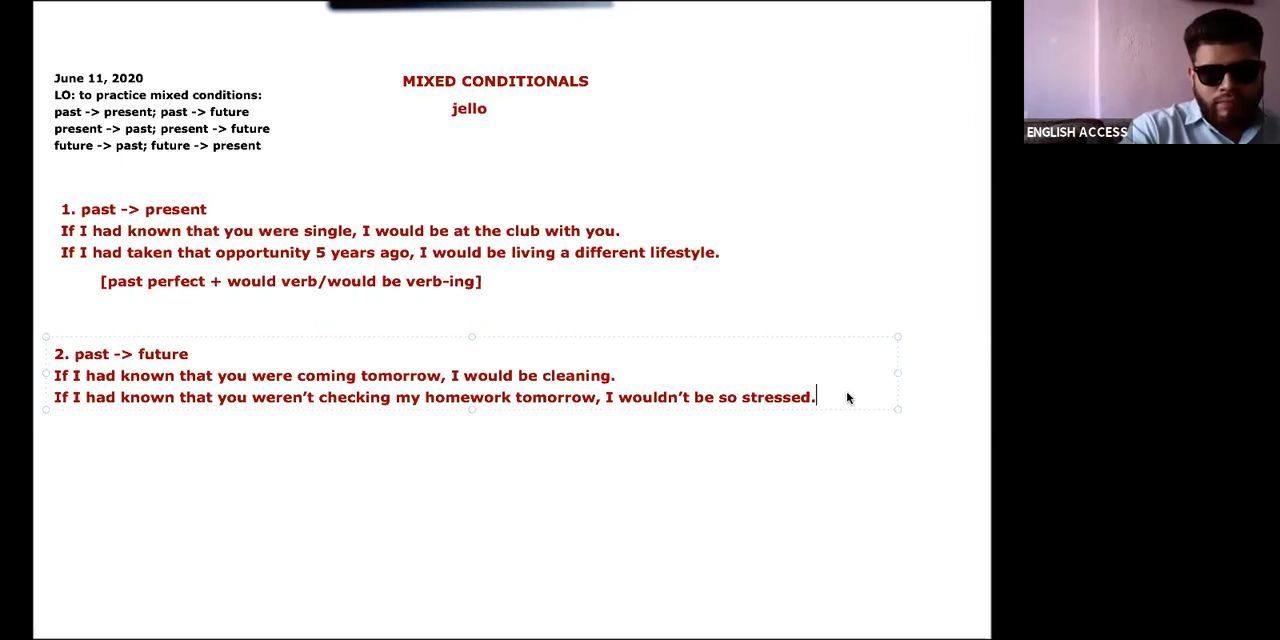 June 11, 2020
LO: to practice mixed conditions:
past -> present; past -> future
present -> past; present -> future
future -> past; future -> present
MIXED CONDITIONALS
jello
1. past -> present
If I had known that you were single, I would be at the club with you.
If I had taken that opportunity 5 years ago, I would be living a different lifestyle.
[past perfect + would verb/would be verb-ing]
2. past -> future
If I had known that you were coming tomorrow, I would be cleaning.
If I had known that you weren’t checking my homework tomorrow, I wouldn’t be so stressed.
ENGLISH ACCESS